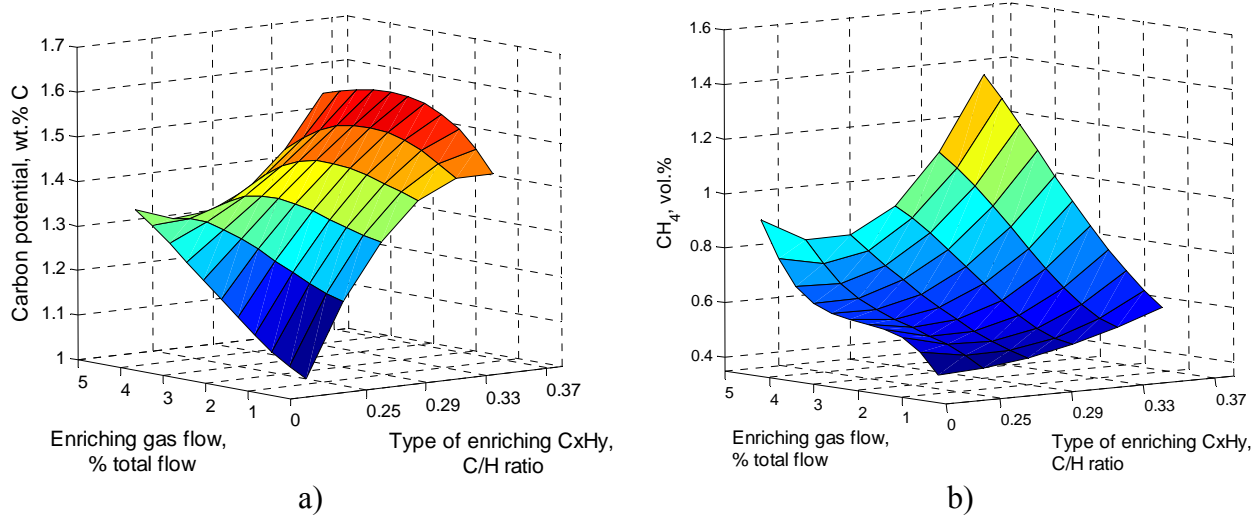 1.7
1.6
1.5
1.4
1.3
1.2
1.1
1
Carbon potential, wt.% C
5
4
3
2
1
0
0.25
0.29
0.33
0.37
Enriching gas flow,
% total flow
Type of enriching CxHy,
C/H ratio
a)
1.6
1.4
1.2
1
0.8
0.6
0.4
CH4, vol.%
5
4
3
2
1
0
0.25
0.29
0.33
0.37
Enriching gas flow,
% total flow
Type of enriching CxHy,
C/H ratio
b)